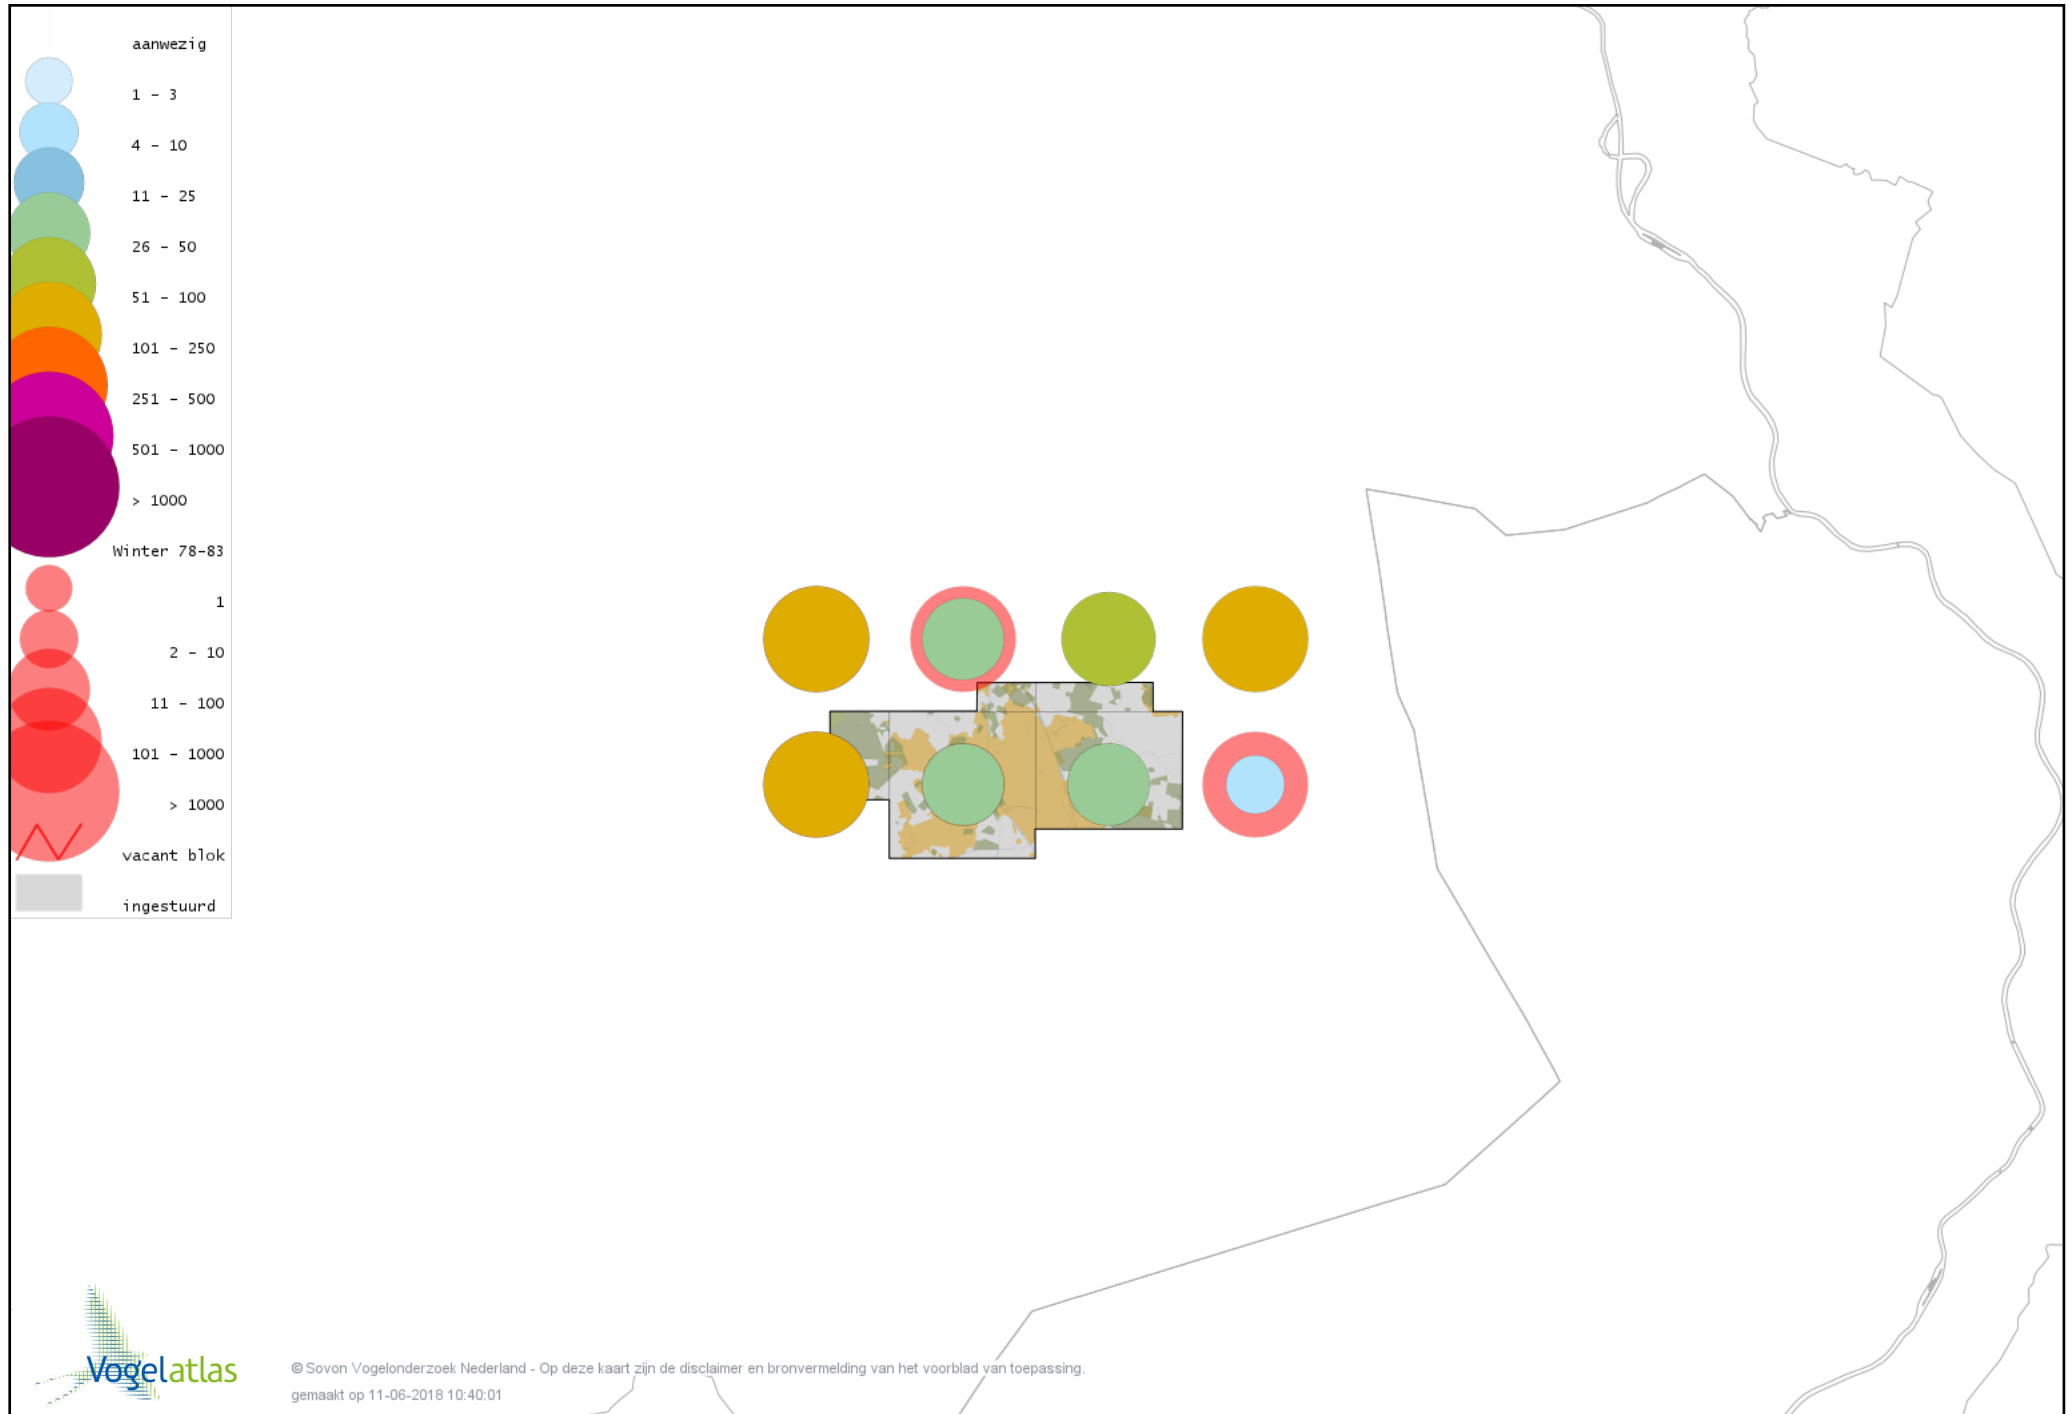 aanwezig
1 – 3
4 – 10
11 – 25
26 – 50
51 – 100
101 – 250
251 – 500
501 – 1000
> 1000
Winter 78–83
1
2 – 10
11 – 100
101 – 1000
> 1000
vacant blok
ingestuurd
Vogelatlas
© Sovon Vogelonderzoek Nederland - Op deze kaart zijn de disclaimer en bronvermelding van het voorblad van toepassing.
gemaakt op 11-06-2018 10:40:01